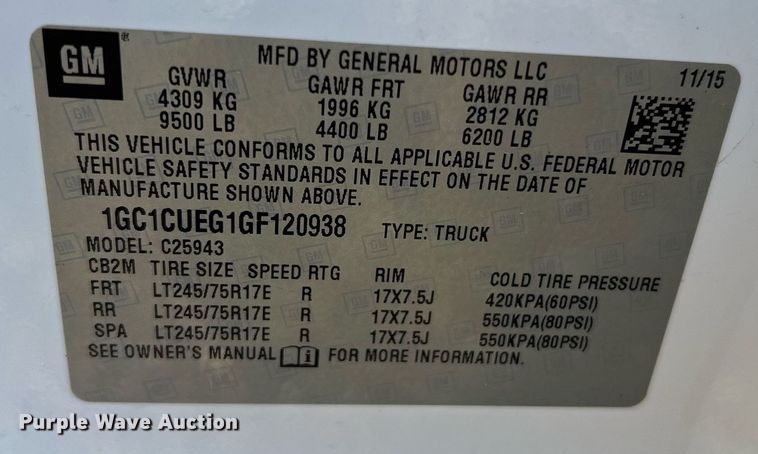 GM
MFD BY GENERAL MOTORS LLC
11/15
GVWR GAWR FRT GAWR RR
4309 KG 1996 KG 2812 KG
9500 LB 4400 LB 6200 LB
THIS VEHICLE CONFORMS TO ALL APPLICABLE U.S. FEDERAL MOTOR
VEHICLE SAFETY STANDARDS IN EFFECT ON THE DATE OF
MANUFACTURE SHOWN ABOVE.
1GC1CUEG1GF120938 TYPE: TRUCK
MODEL: C25943
CB2M TIRE SIZE SPEED RTG RIM COLD TIRE PRESSURE
FRT LT245/75R17E R 17X7.5J 420KPA(60PSI)
RR LT245/75R17E R 17X7.5J 550KPA(80PSI)
SPA LT245/75R17E R 17X7.5J 550KPA(80PSI)
SEE OWNER'S MANUAL i FOR MORE INFORMATION.
Purple Wave Auction